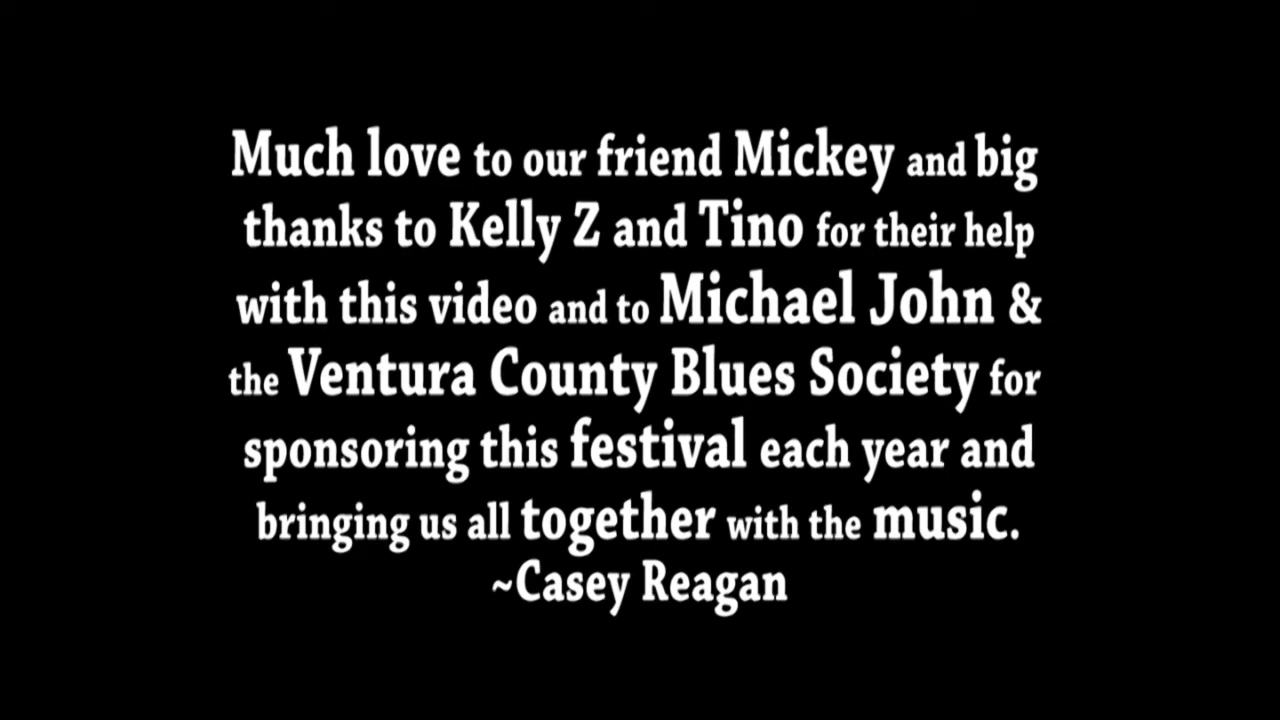 Much love to our friend Mickey and big
thanks to Kelly Z and Tino for their help
with this video and to Michael John &
the Ventura County Blues Society for
sponsoring this festival each year and
bringing us all together with the music.
~Casey Reagan